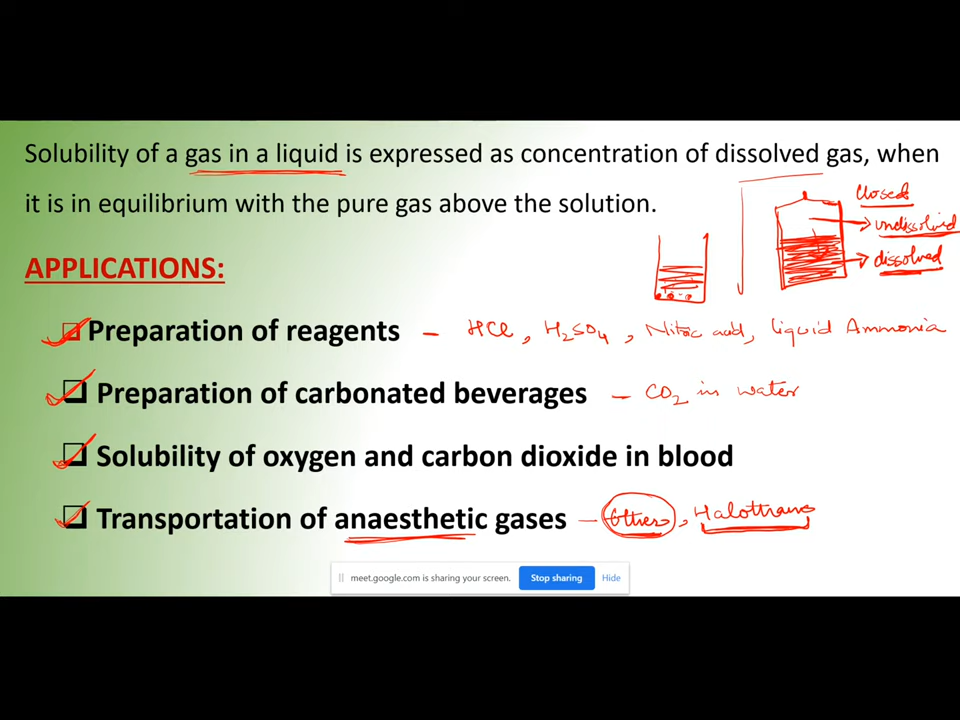 Solubility of a gas in a liquid is expressed as concentration of dissolved gas, when
it is in equilibrium with the pure gas above the solution.
closed
undissolved
dissolved
APPLICATIONS:
Preparation of reagents - HCl, H2SO4, Nitric acid, liquid Ammonia
Preparation of carbonated beverages - CO2 in water
Solubility of oxygen and carbon dioxide in blood
Transportation of anaesthetic gases -
meet.google.com is sharing your screen. Stop sharing Hide